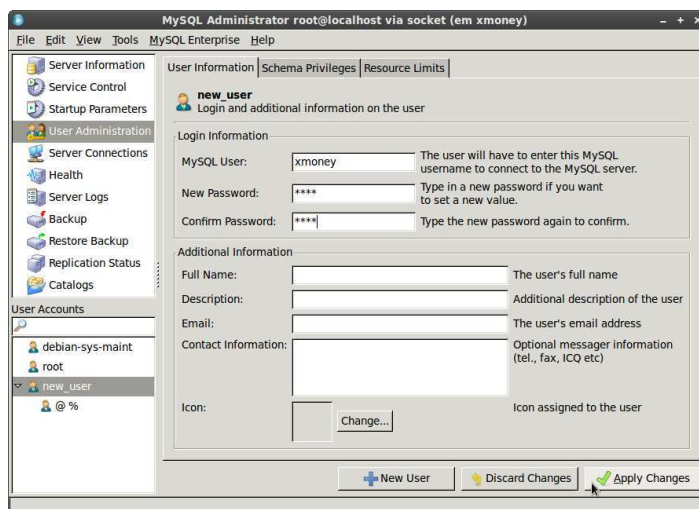 MySQL Administrator root@localhost via socket (em xmoney)
File Edit View Tools MySQL Enterprise Help
Server Information
Service Control
Startup Parameters
User Administration
Server Connections
Health
Server Logs
Backup
Restore Backup
Replication Status
Catalogs
User Accounts
debian-sys-maint
root
new_user
@ %
User Information Schema Privileges Resource Limits
new_user
Login and additional information on the user
Login Information
MySQL User: xmoney The user will have to enter this MySQL
username to connect to the MySQL server.
New Password: **** Type in a new password if you want
to set a new value.
Confirm Password: **** Type the new password again to confirm.
Additional Information
Full Name: The user's full name
Description: Additional description of the user
Email: The user's email address
Contact Information: Optional messager information
(tel., fax, ICQ etc)
Icon: Change... Icon assigned to the user
New User Discard Changes Apply Changes